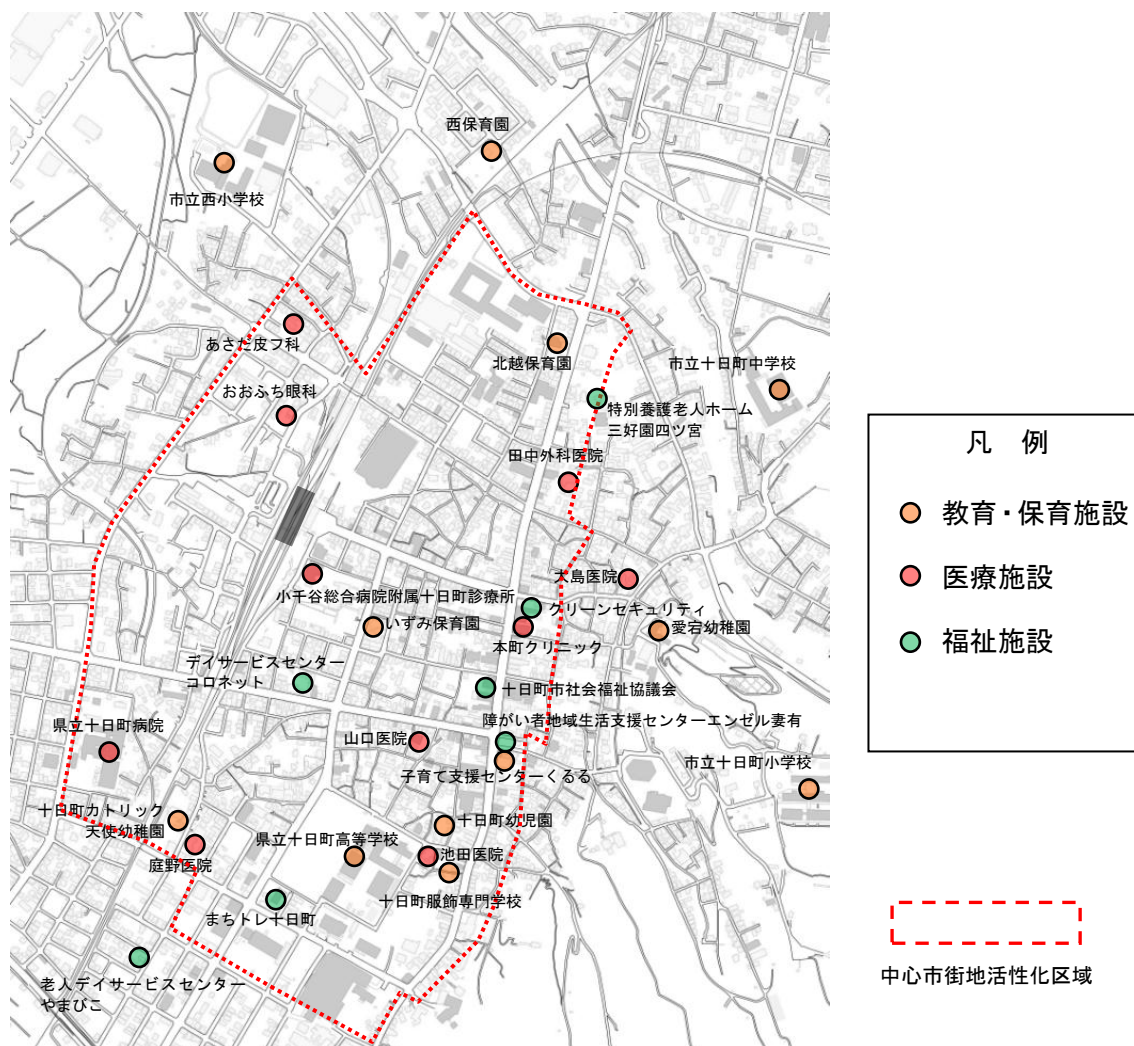 西保育園
市立西小学校
あさだ皮フ科
北越保育園
市立十日町中学校
おおふち眼科
特別養護老人ホーム
三好園四ツ宮
田中外科医院
大島医院
小千谷総合病院附属十日町診療所
グリーンセキュリティ
いずみ保育園
愛宕幼稚園
本町クリニック
デイサービスセンター
コロネット
十日町市社会福祉協議会
県立十日町病院
山口医院
障がい者地域生活支援センターエンゼル妻有
子育て支援センターくるる
市立十日町小学校
十日町カトリック
天使幼稚園
十日町幼児園
県立十日町高等学校
池田医院
庭野医院
十日町服飾専門学校
まちトレ十日町
老人デイサービスセンター
やまびこ
凡 例
教育・保育施設
医療施設
福祉施設
中心市街地活性化区域